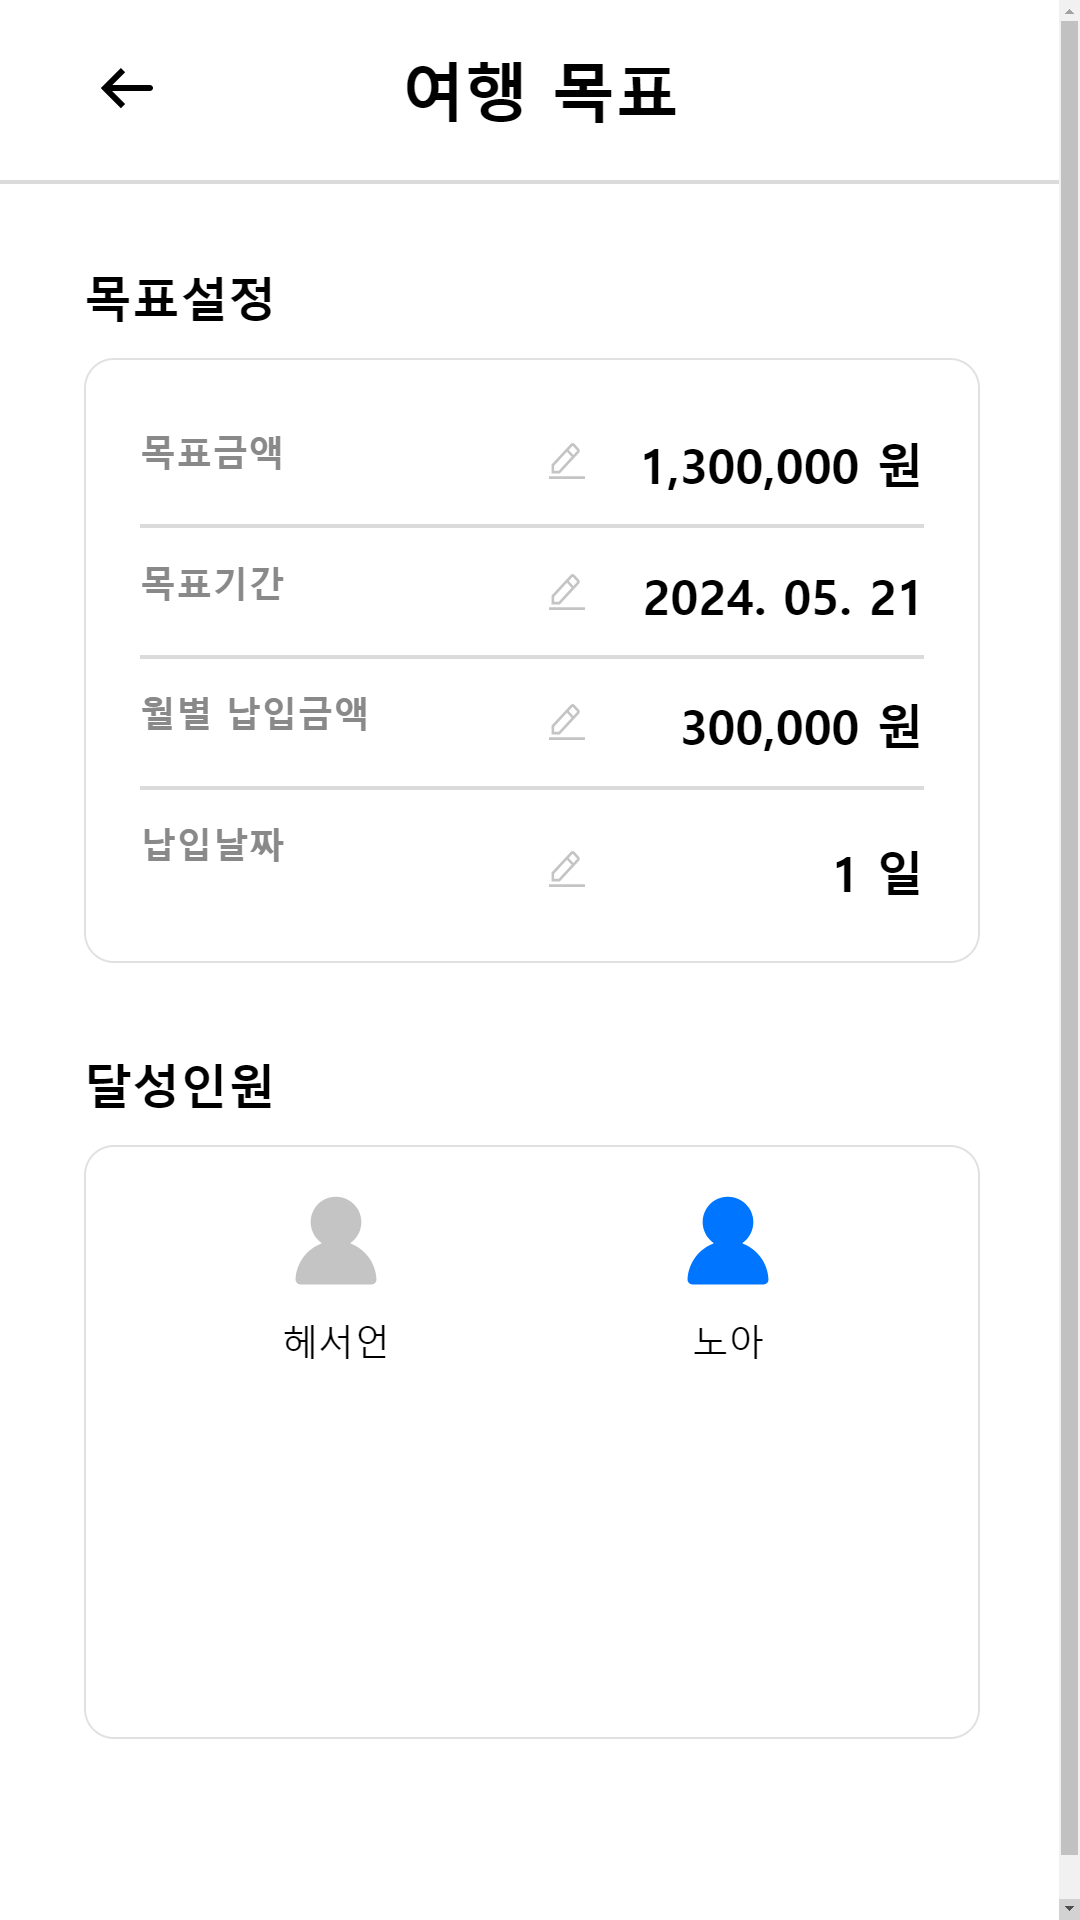 여행 목표
목표설정
목표금액 1,300,000 원
목표기간 2024. 05. 21
월별 납입금액 300,000 원
납입날짜 1 일
달성인원
헤서언 노아